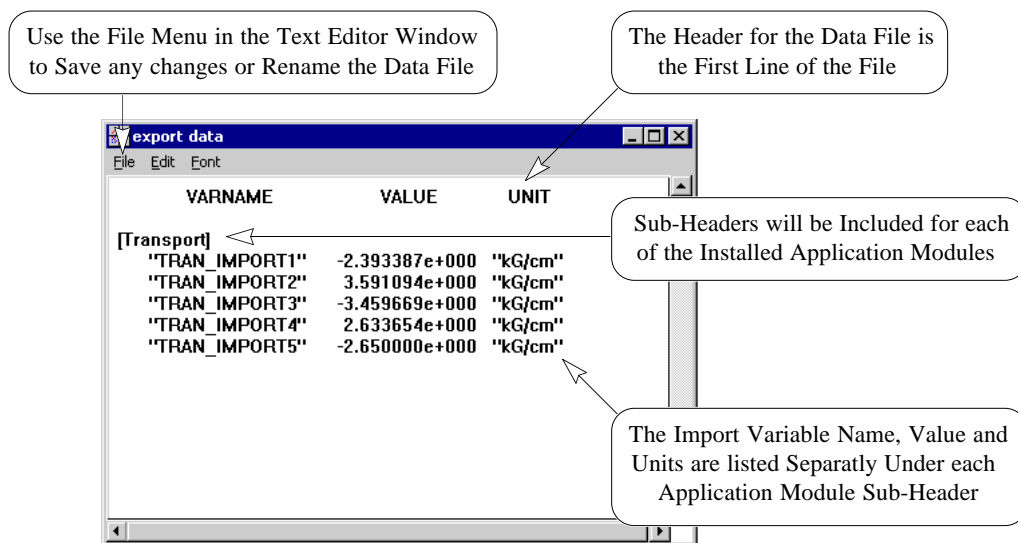 Use the File Menu in the Text Editor Window
to Save any changes or Rename the Data File
The Header for the Data File is
the First Line of the File
export data
File Edit Font
VARNAME VALUE UNIT
[Transport]
"TRAN_IMPORT1" -2.393387e+000 "kG/cm"
"TRAN_IMPORT2" 3.591094e+000 "kG/cm"
"TRAN_IMPORT3" -3.459669e+000 "kG/cm"
"TRAN_IMPORT4" 2.633654e+000 "kG/cm"
"TRAN_IMPORT5" -2.650000e+000 "kG/cm"
Sub-Headers will be Included for each
of the Installed Application Modules
The Import Variable Name, Value and
Units are listed Separatly Under each
Application Module Sub-Header